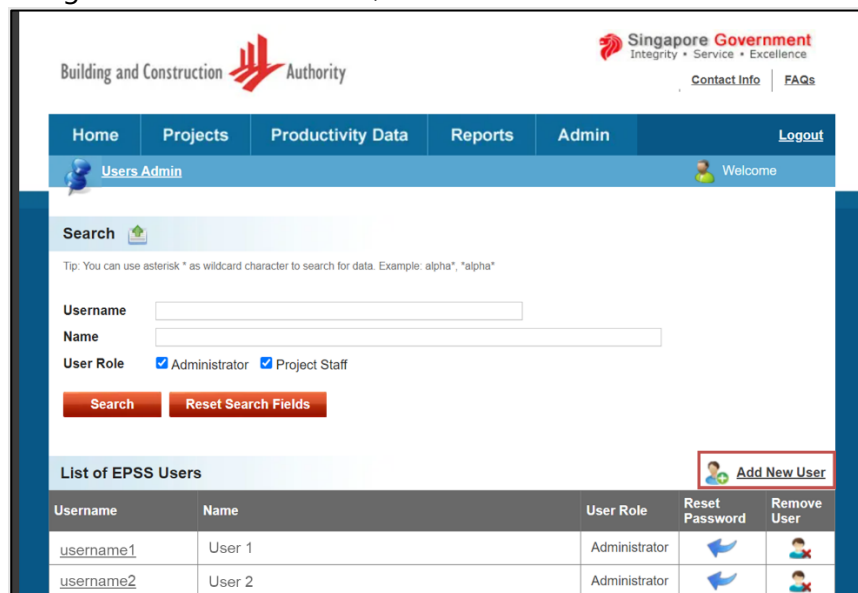 Singapore Government
Integrity • Service • Excellence
Building and Construction Authority
Contact Info FAQs
Home Projects Productivity Data Reports Admin Logout
Users Admin Welcome
Search
Tip: You can use asterisk * as wildcard character to search for data. Example: alpha*, *alpha*
Username
Name
User Role Administrator Project Staff
Search Reset Search Fields
List of EPSS Users Add New User
Username Name User Role Reset Password Remove User
username1 User 1 Administrator
username2 User 2 Administrator